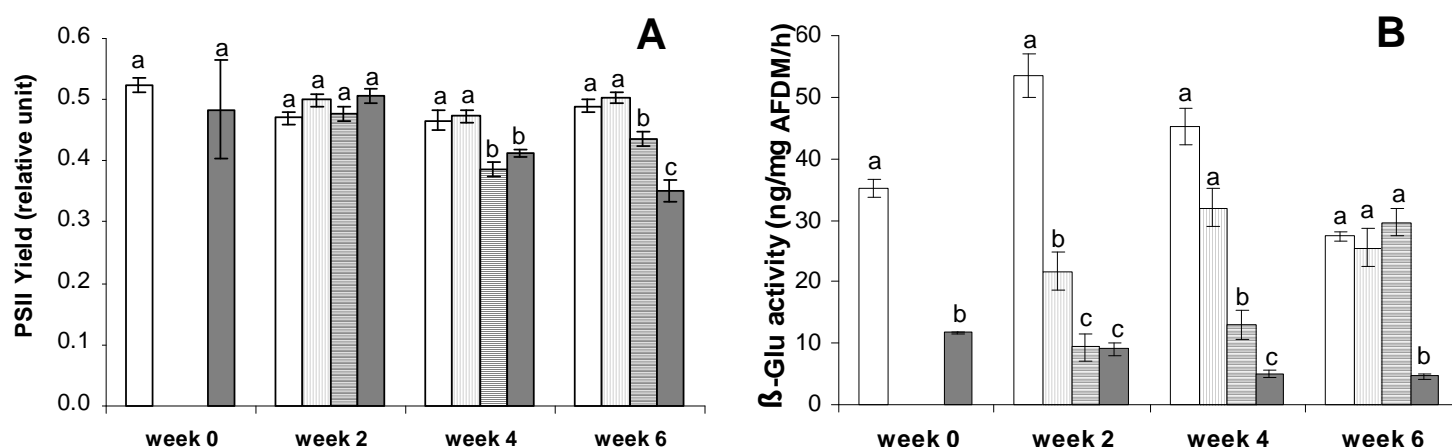 A
PSII Yield (relative unit)
0.6
0.5
0.4
0.3
0.2
0.1
0.0
a a
a a a a
a a b b
a a b c
week 0 week 2 week 4 week 6
B
ß-Glu activity (ng/mg AFDM/h)
60
50
40
30
20
10
0
a b
a b c c
a a b c
a a a b
week 0 week 2 week 4 week 6